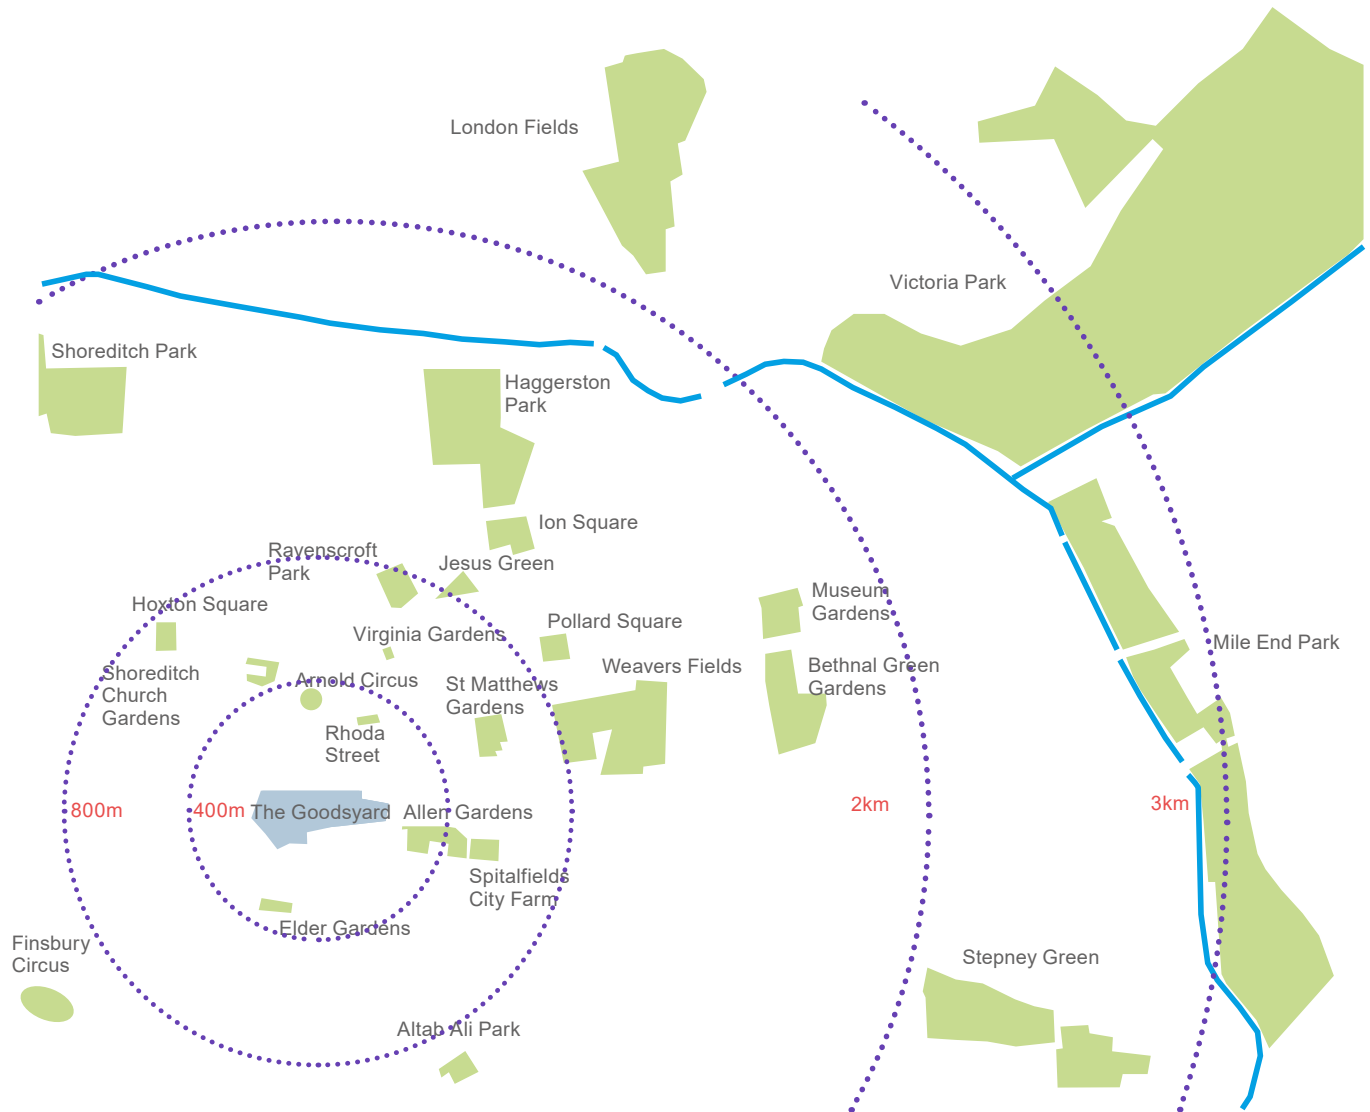 London Fields
Victoria Park
Shoreditch Park
Haggerston
Park
Ion Square
Ravenscroft
Park
Jesus Green
Hoxton Square
Museum
Gardens
Virginia Gardens
Pollard Square
Mile End Park
Shoreditch
Church
Gardens
Arnold Circus
St Matthews
Gardens
Weavers Fields
Bethnal Green
Gardens
Rhoda
Street
800m
400m
The Goodsyard
Allen Gardens
2km
3km
Spitalfields
City Farm
Elder Gardens
Finsbury
Circus
Stepney Green
Altab Ali Park